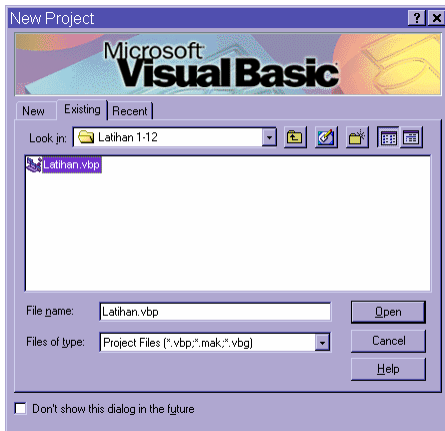 New Project
Microsoft
Visual Basic
New Existing Recent
Look in: Latihan 1-12
Latihan.vbp
File name: Latihan.vbp Open
Files of type: Project Files (*.vbp;*.mak;*.vbg) Cancel
Help
Don't show this dialog in the future